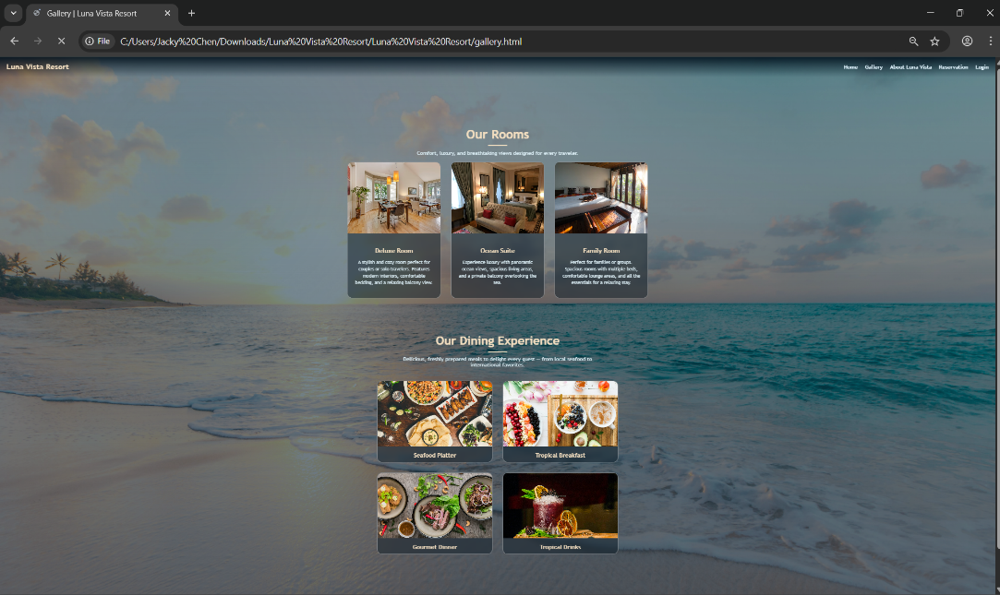 Gallery | Luna Vista Resort
File
C:/Users/Jacky%20Chen/Downloads/Luna%20Vista%20Resort/Luna%20Vista%20Resort/gallery.html
Luna Vista Resort
Home Gallery About Luna Vista Reservation Login
Our Rooms
Comfort, luxury, and breathtaking views designed for every traveler.
Deluxe Room
A stylish and cozy room perfect for
couples or solo travelers. Features
modern interiors, comfortable
bedding, and a relaxing balcony view.
Ocean Suite
Experience luxury with panoramic
ocean views, spacious living areas,
and a private balcony overlooking the
sea.
Family Room
Perfect for families or groups.
Spacious rooms with multiple beds,
comfortable lounge areas, and all the
essentials for a relaxing stay.
Our Dining Experience
Delicious, freshly prepared meals to delight every guest — from local seafood to
international favorites.
Seafood Platter
Tropical Breakfast
Gourmet Dinner
Tropical Drinks